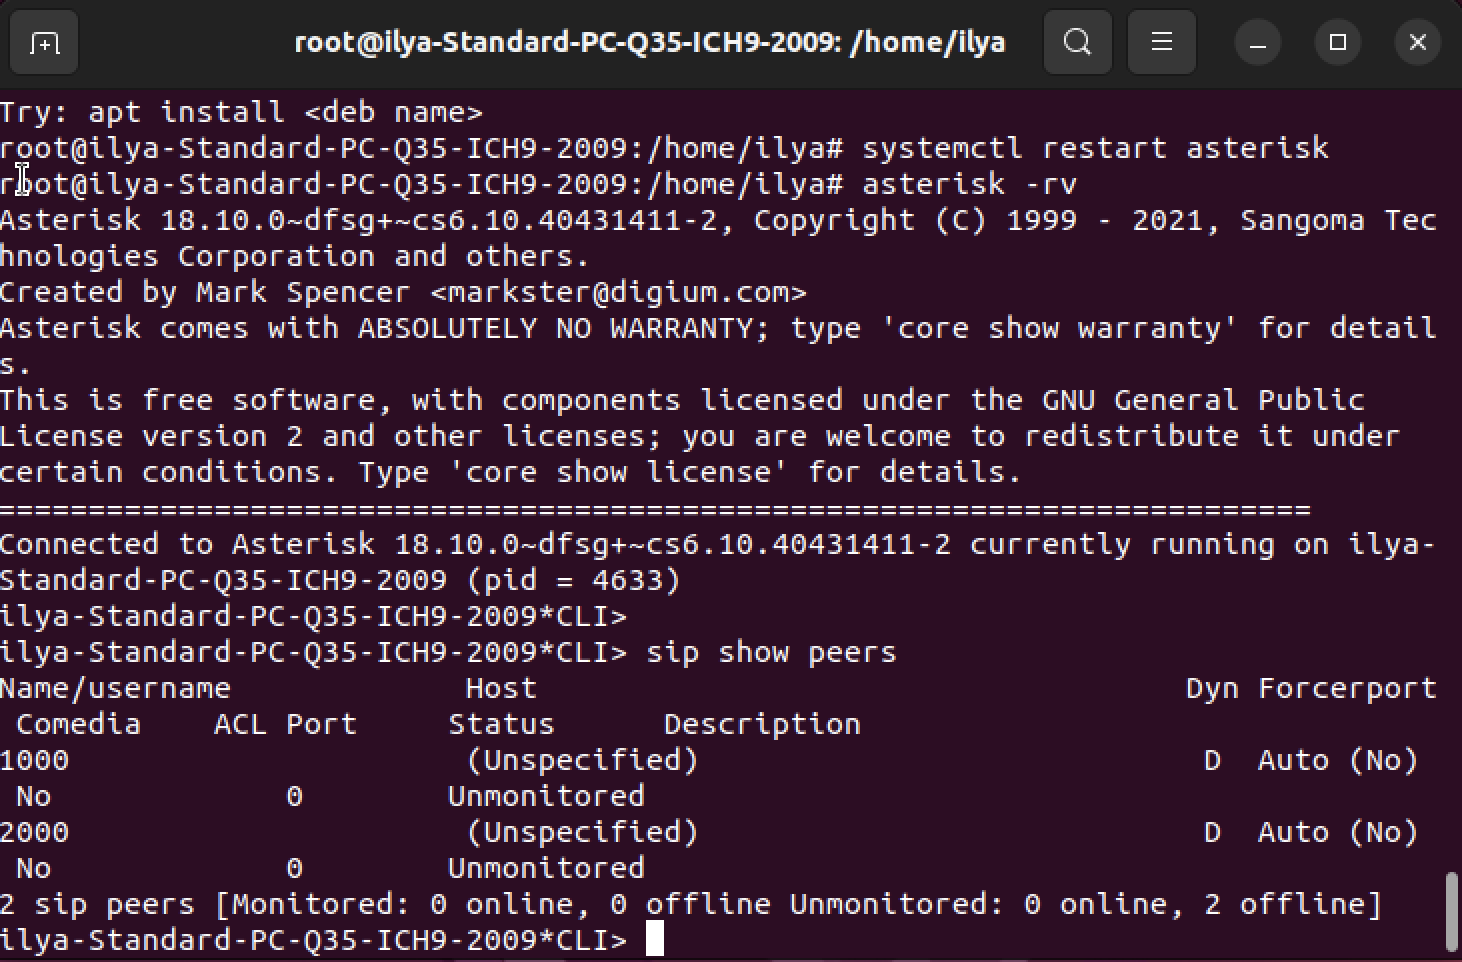 root@ilya-Standard-PC-Q35-ICH9-2009: /home/ilya
Try: apt install <deb name>
root@ilya-Standard-PC-Q35-ICH9-2009:/home/ilya# systemctl restart asterisk
root@ilya-Standard-PC-Q35-ICH9-2009:/home/ilya# asterisk -rv
Asterisk 18.10.0~dfsg+~cs6.10.40431411-2, Copyright (C) 1999 - 2021, Sangoma Tec
hnologies Corporation and others.
Created by Mark Spencer <markster@digium.com>
Asterisk comes with ABSOLUTELY NO WARRANTY; type 'core show warranty' for detail
s.
This is free software, with components licensed under the GNU General Public
License version 2 and other licenses; you are welcome to redistribute it under
certain conditions. Type 'core show license' for details.
=========================================================================
Connected to Asterisk 18.10.0~dfsg+~cs6.10.40431411-2 currently running on ilya-
Standard-PC-Q35-ICH9-2009 (pid = 4633)
ilya-Standard-PC-Q35-ICH9-2009*CLI>
ilya-Standard-PC-Q35-ICH9-2009*CLI> sip show peers
Name/username             Host                                    Dyn Forcerport
 Comedia    ACL Port     Status      Description
1000                      (Unspecified)                            D  Auto (No)
 No             0        Unmonitored
2000                      (Unspecified)                            D  Auto (No)
 No             0        Unmonitored
2 sip peers [Monitored: 0 online, 0 offline Unmonitored: 0 online, 2 offline]
ilya-Standard-PC-Q35-ICH9-2009*CLI>